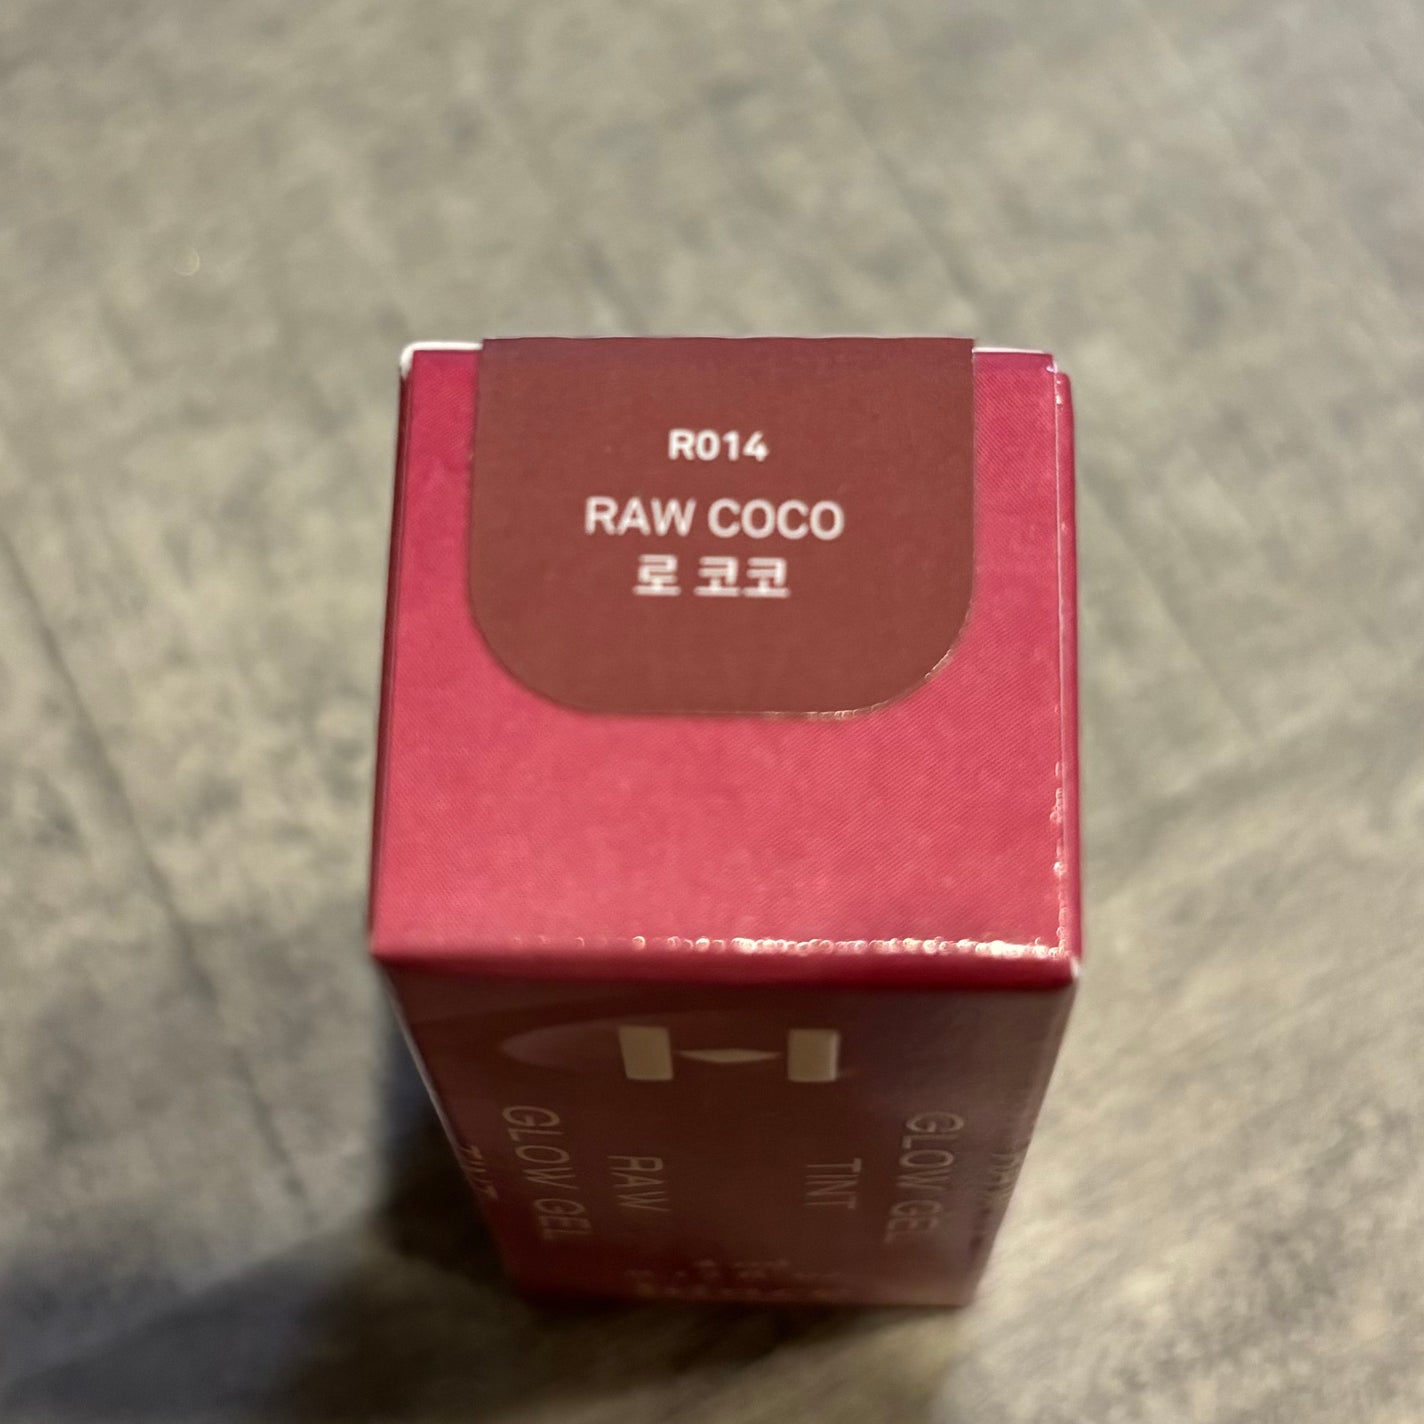 R014
RAW COCO
로 코코
GLOW GEL
RAW
TINT
GLOW GEL